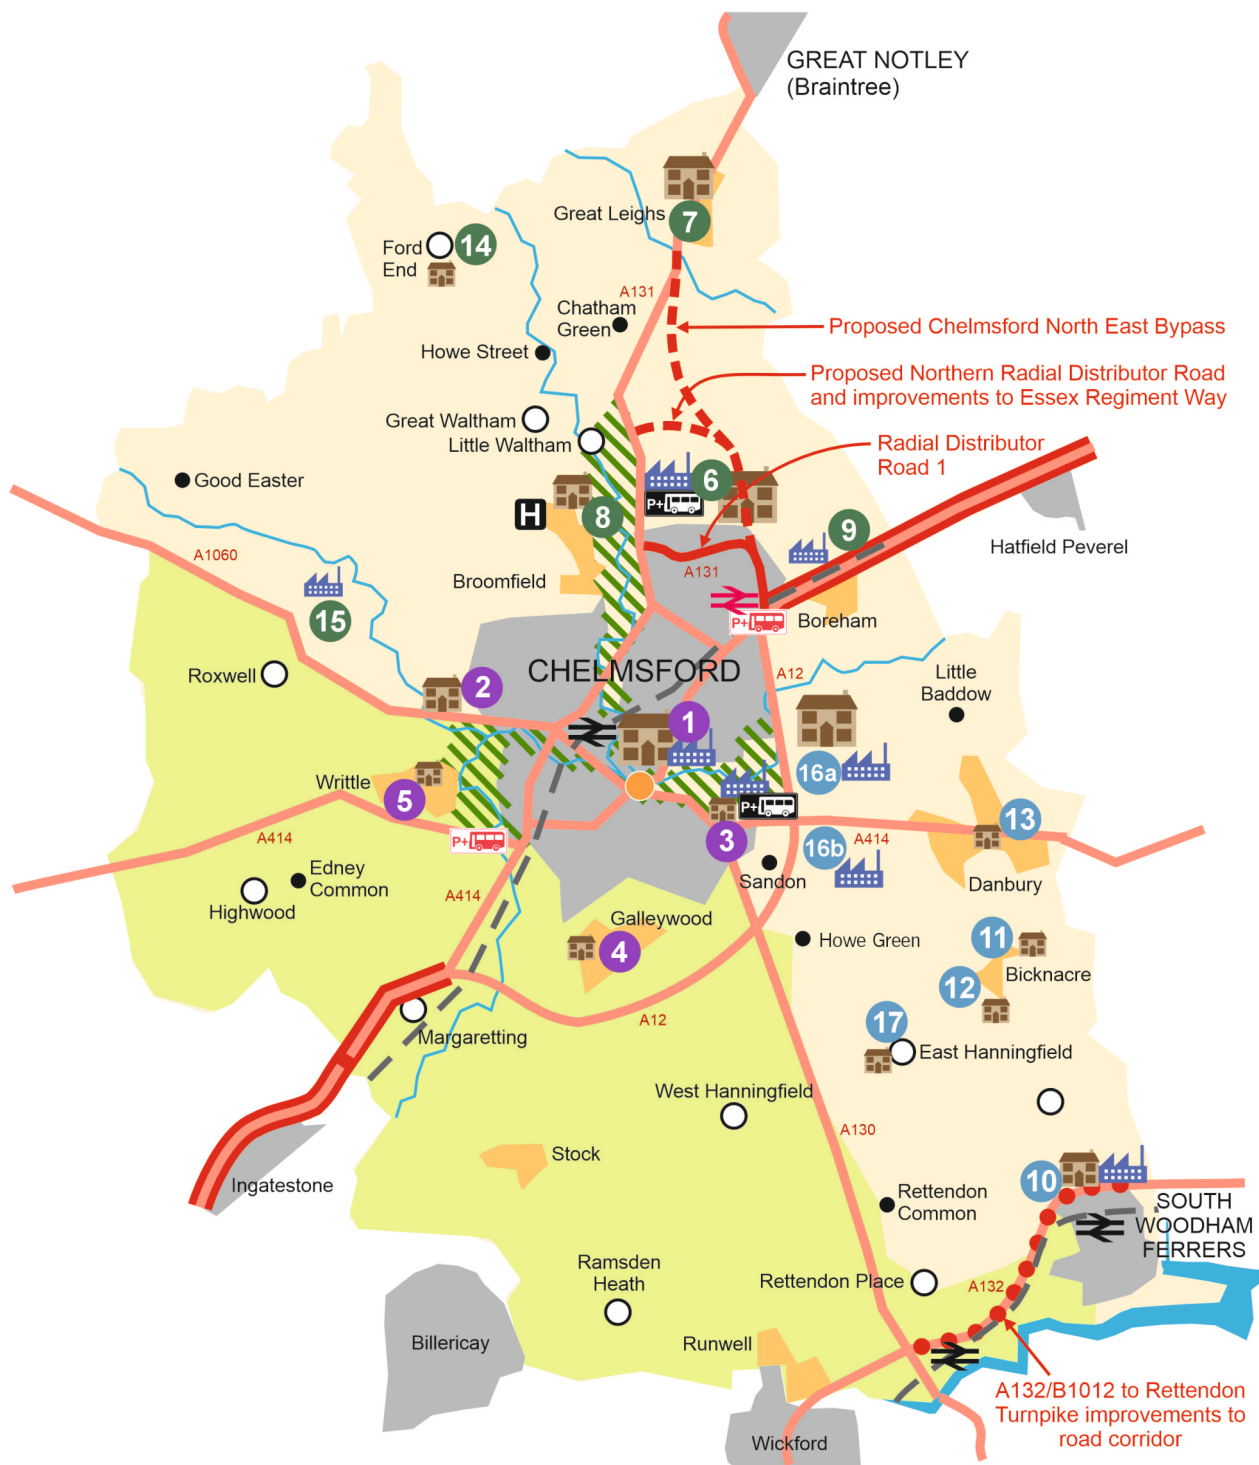 GREAT NOTLEY
(Braintree)
Great Leighs
7
Ford
End
14
A131
Chatham
Green
Proposed Chelmsford North East Bypass
Howe Street
Proposed Northern Radial Distributor Road
and improvements to Essex Regiment Way
Great Waltham
Little Waltham
Radial Distributor
Road 1
Good Easter
6
P+
H
8
9
Hatfield Peverel
A1060
A131
Broomfield
15
Boreham
P+
Roxwell
CHELMSFORD
A12
Little
Baddow
2
1
16a
Writtle
5
P+
13
3
16b
A414
A414
P+
Sandon
Danbury
Edney
Common
Highwood
A414
Galleywood
4
Howe Green
11
Bicknacre
12
A12
Margaretting
17
East Hanningfield
West Hanningfield
A130
Stock
10
Ingatestone
Rettendon
Common
SOUTH
WOODHAM
FERRERS
Ramsden
Heath
Rettendon Place
A132
Billericay
Runwell
A132/B1012 to Rettendon
Turnpike improvements to
road corridor
Wickford